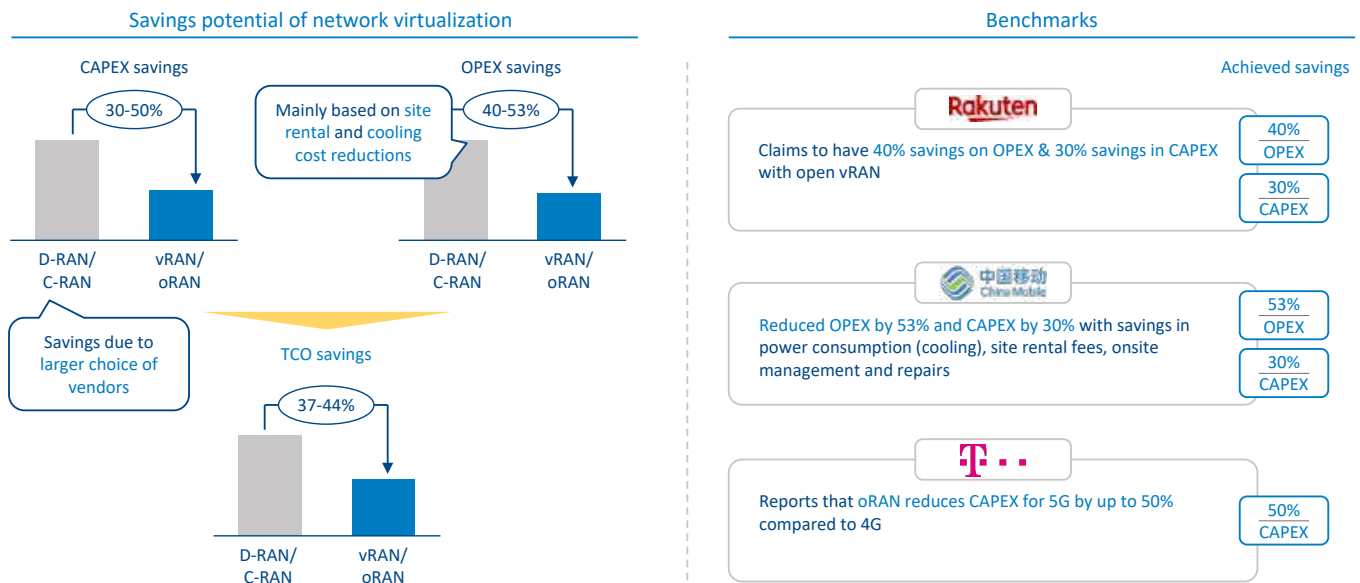 Savings potential of network virtualization
CAPEX savings
30-50%
D-RAN/
C-RAN
vRAN/
oRAN
Savings due to
larger choice of
vendors
OPEX savings
Mainly based on site
rental and cooling
cost reductions
40-53%
D-RAN/
C-RAN
vRAN/
oRAN
TCO savings
37-44%
D-RAN/
C-RAN
vRAN/
oRAN
Benchmarks
Achieved savings
Rakuten
Claims to have 40% savings on OPEX & 30% savings in CAPEX
with open vRAN
40%
OPEX
30%
CAPEX
中国移动
China Mobile
Reduced OPEX by 53% and CAPEX by 30% with savings in
power consumption (cooling), site rental fees, onsite
management and repairs
53%
OPEX
30%
CAPEX
T
Reports that oRAN reduces CAPEX for 5G by up to 50%
compared to 4G
50%
CAPEX